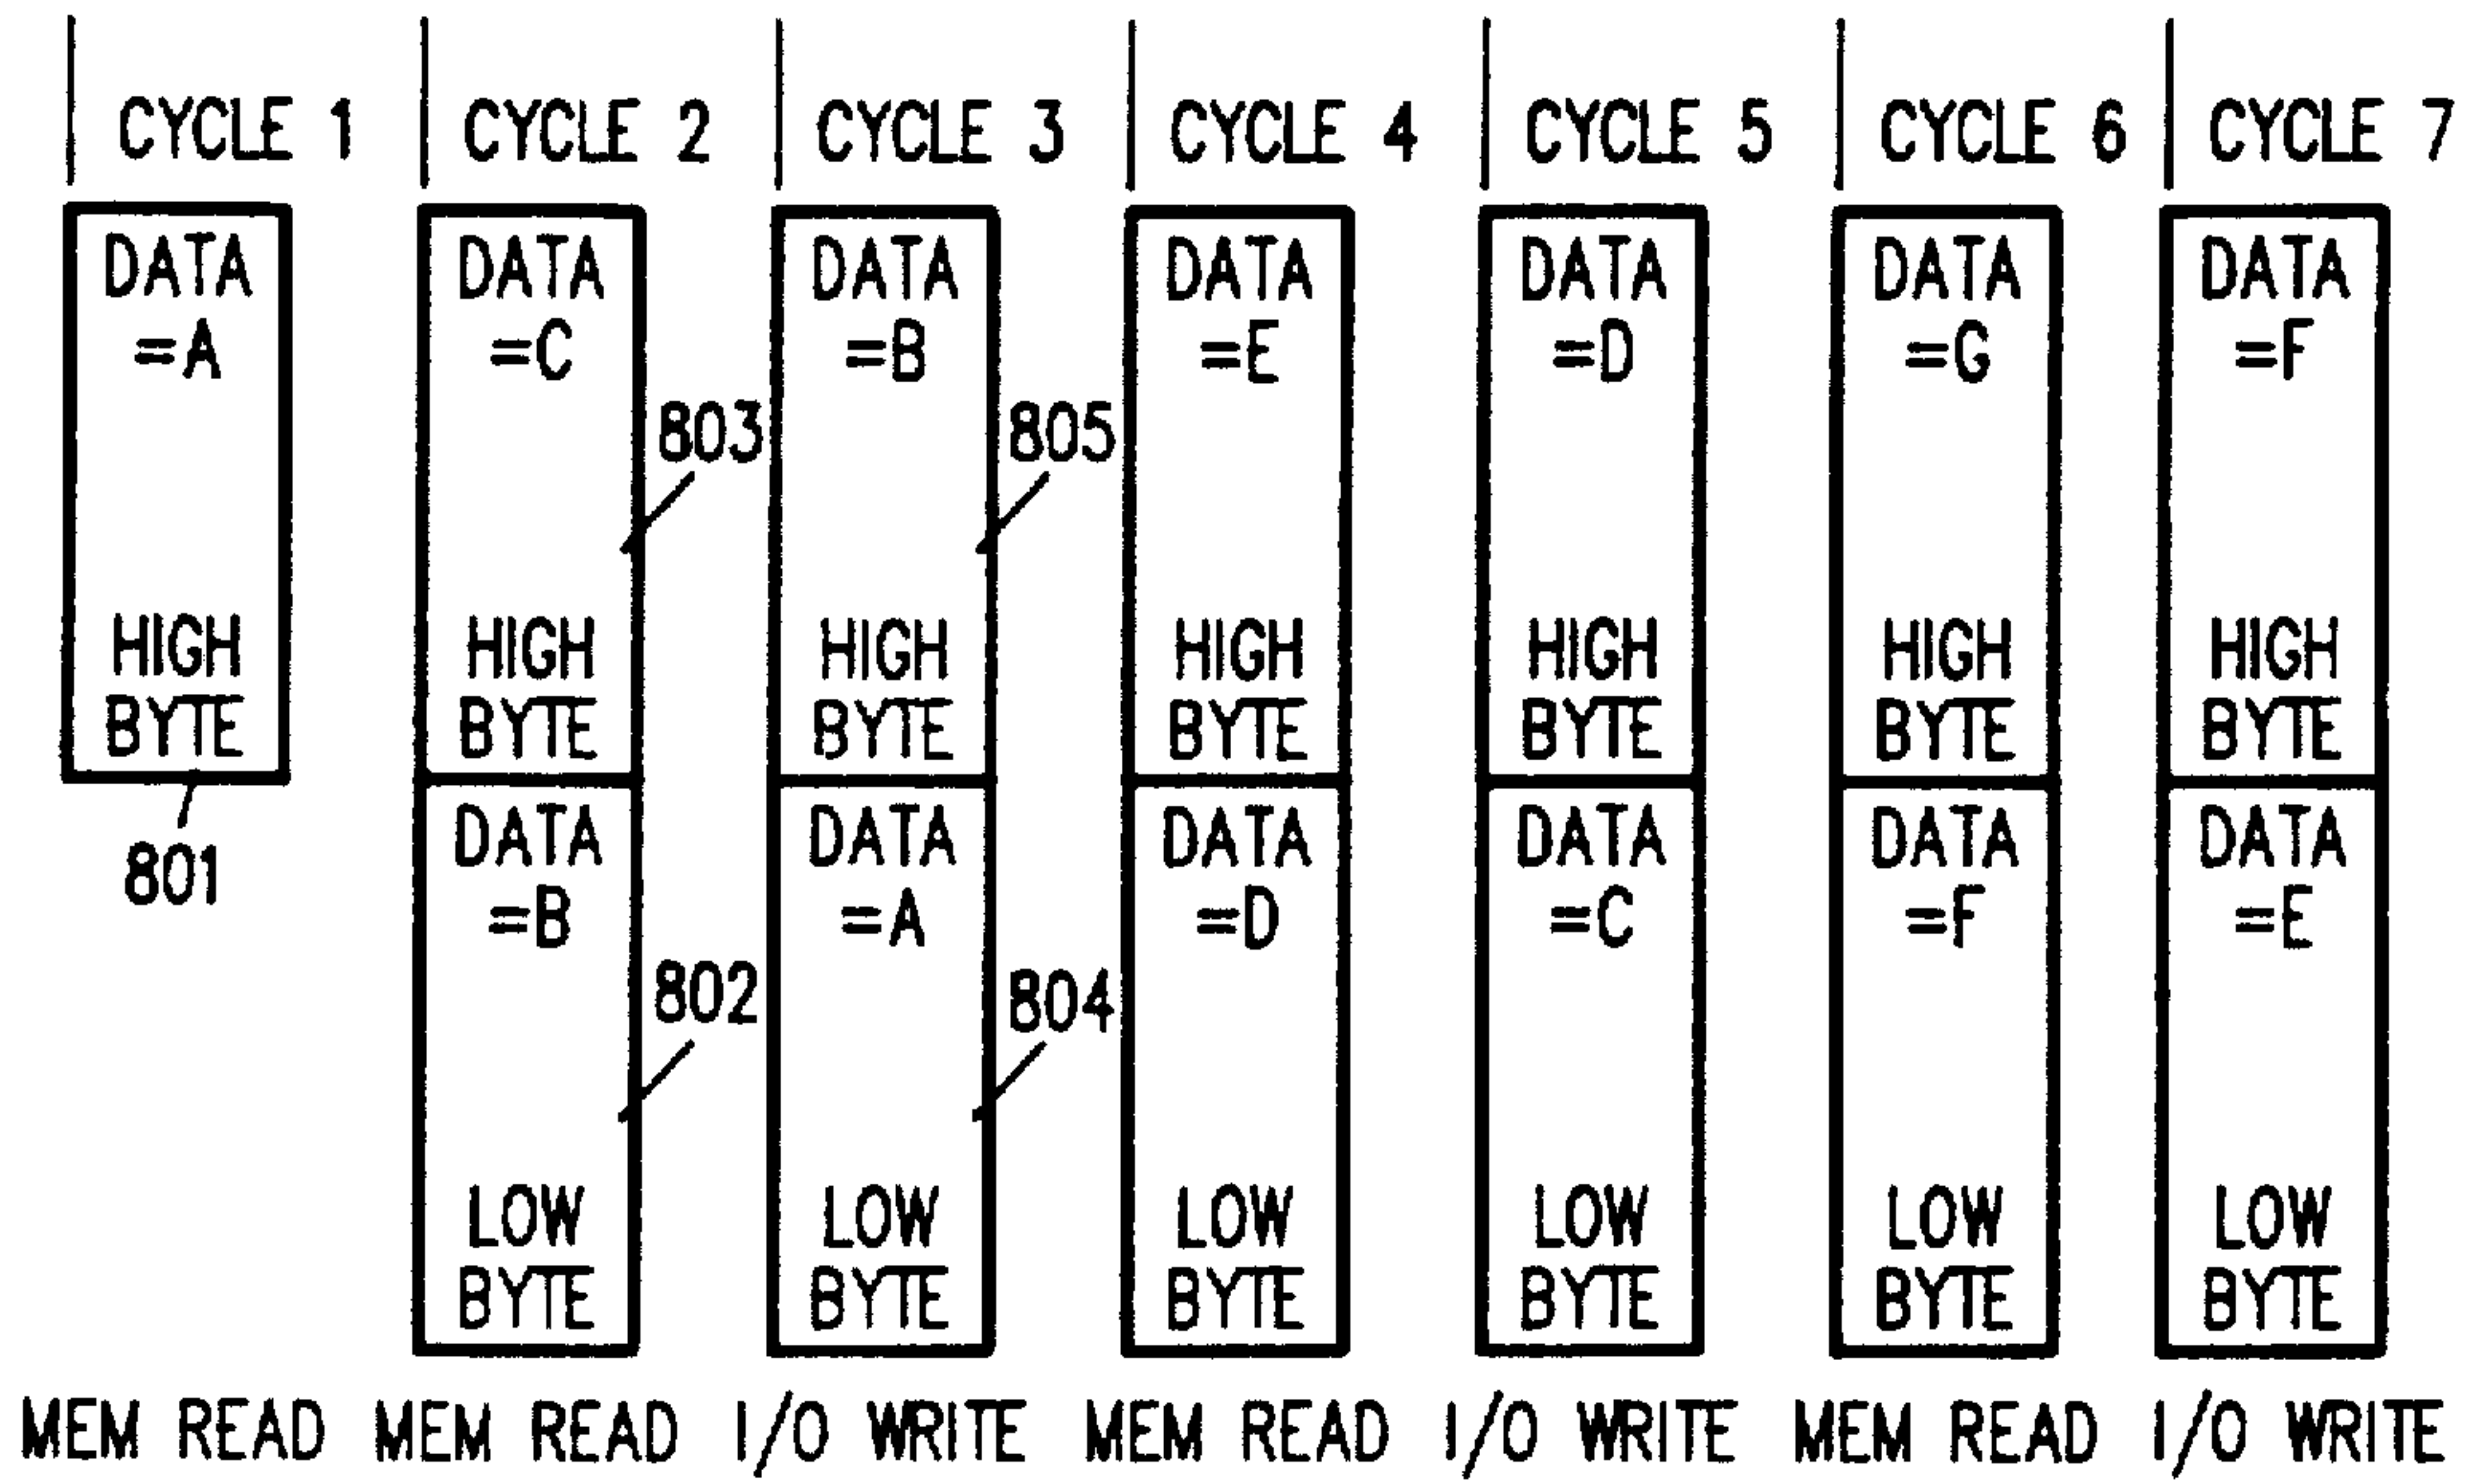 CYCLE 1 CYCLE 2 CYCLE 3 CYCLE 4 CYCLE 5 CYCLE 6 CYCLE 7
DATA DATA DATA DATA DATA DATA DATA
=A =C =B =E =D =G =F
803 805
HIGH HIGH HIGH HIGH HIGH HIGH HIGH
BYTE BYTE BYTE BYTE BYTE BYTE BYTE
DATA DATA DATA DATA DATA DATA
801
=B =A =D =C =F =E
802 804
LOW LOW LOW LOW LOW LOW
BYTE BYTE BYTE BYTE BYTE BYTE
MEM READ MEM READ I/O WRITE MEM READ I/O WRITE MEM READ I/O WRITE